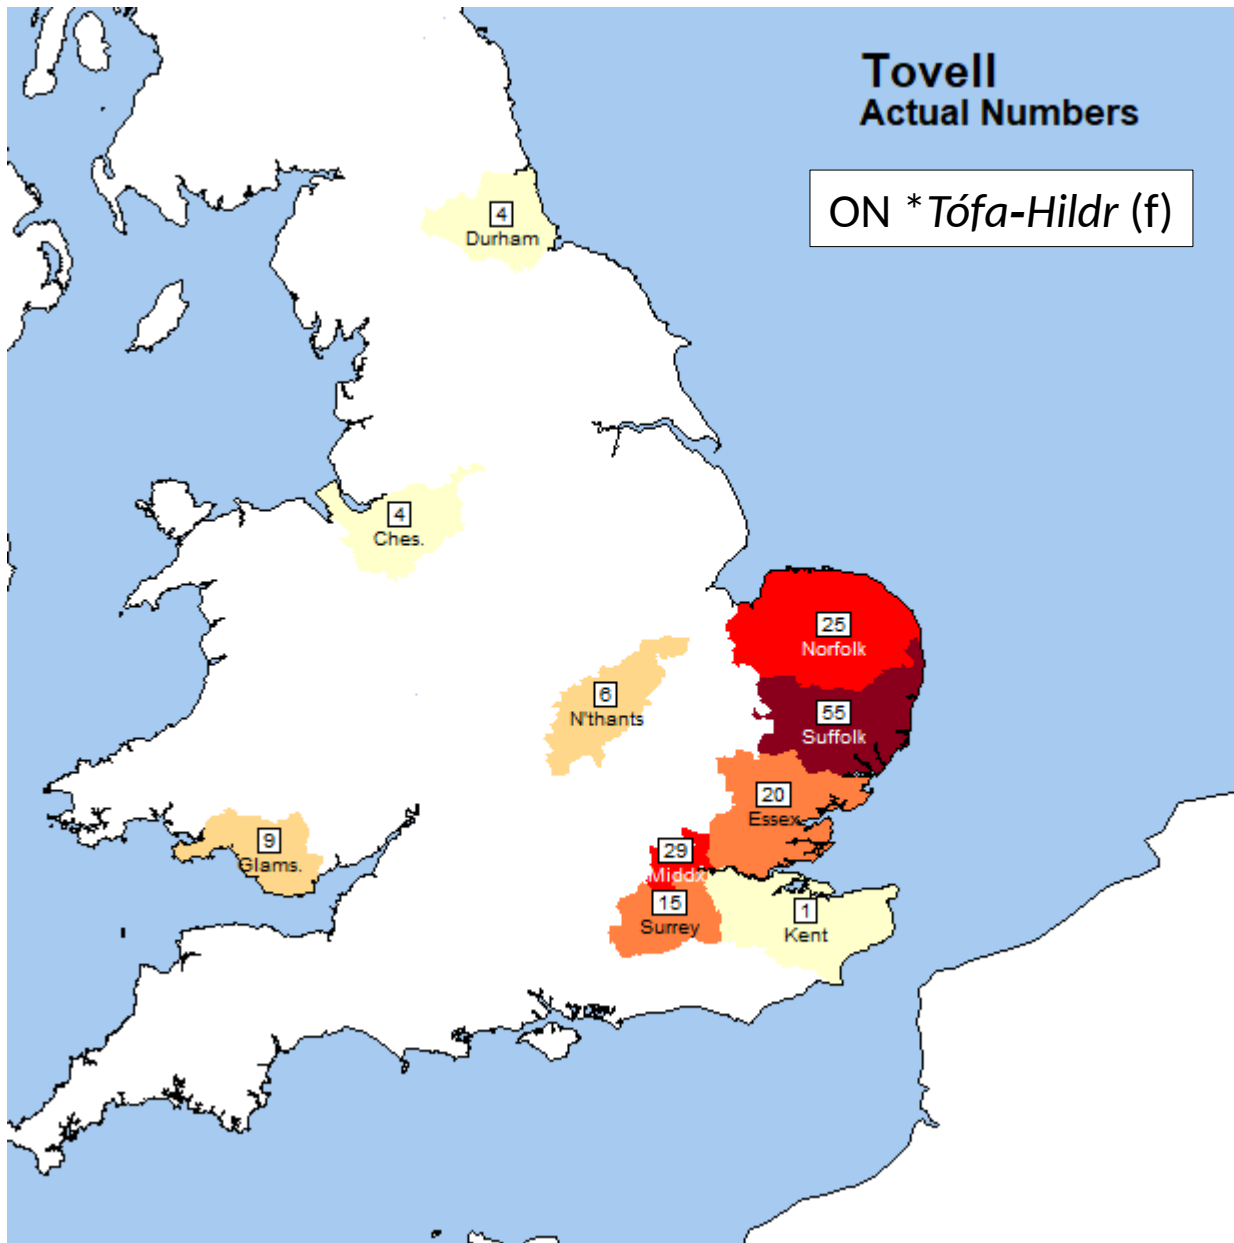 Tovell
Actual Numbers
ON *Tófa-Hildr (f)
4
Durham
4
Ches.
25
Norfolk
6
N'thants
55
Suffolk
20
Essex
9
Glams.
29
Middx
15
Surrey
1
Kent